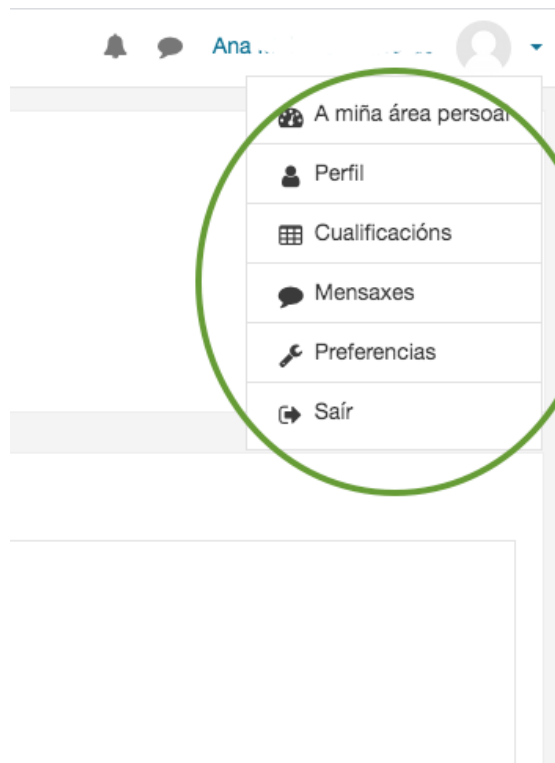 Ana
A miña área persoal
Perfil
Cualificacións
Mensaxes
Preferencias
Saír